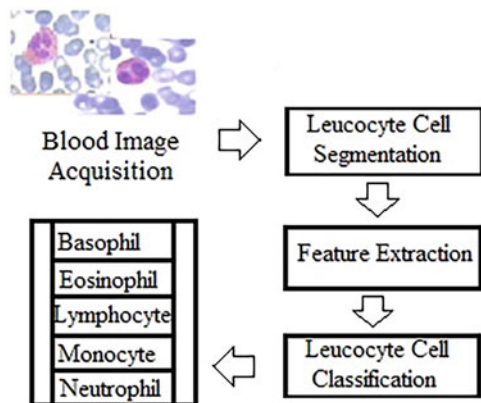 Blood Image
Acquisition
Leucocyte Cell
Segmentation
Feature Extraction
Leucocyte Cell
Classification
Basophil
Eosinophil
Lymphocyte
Monocyte
Neutrophil